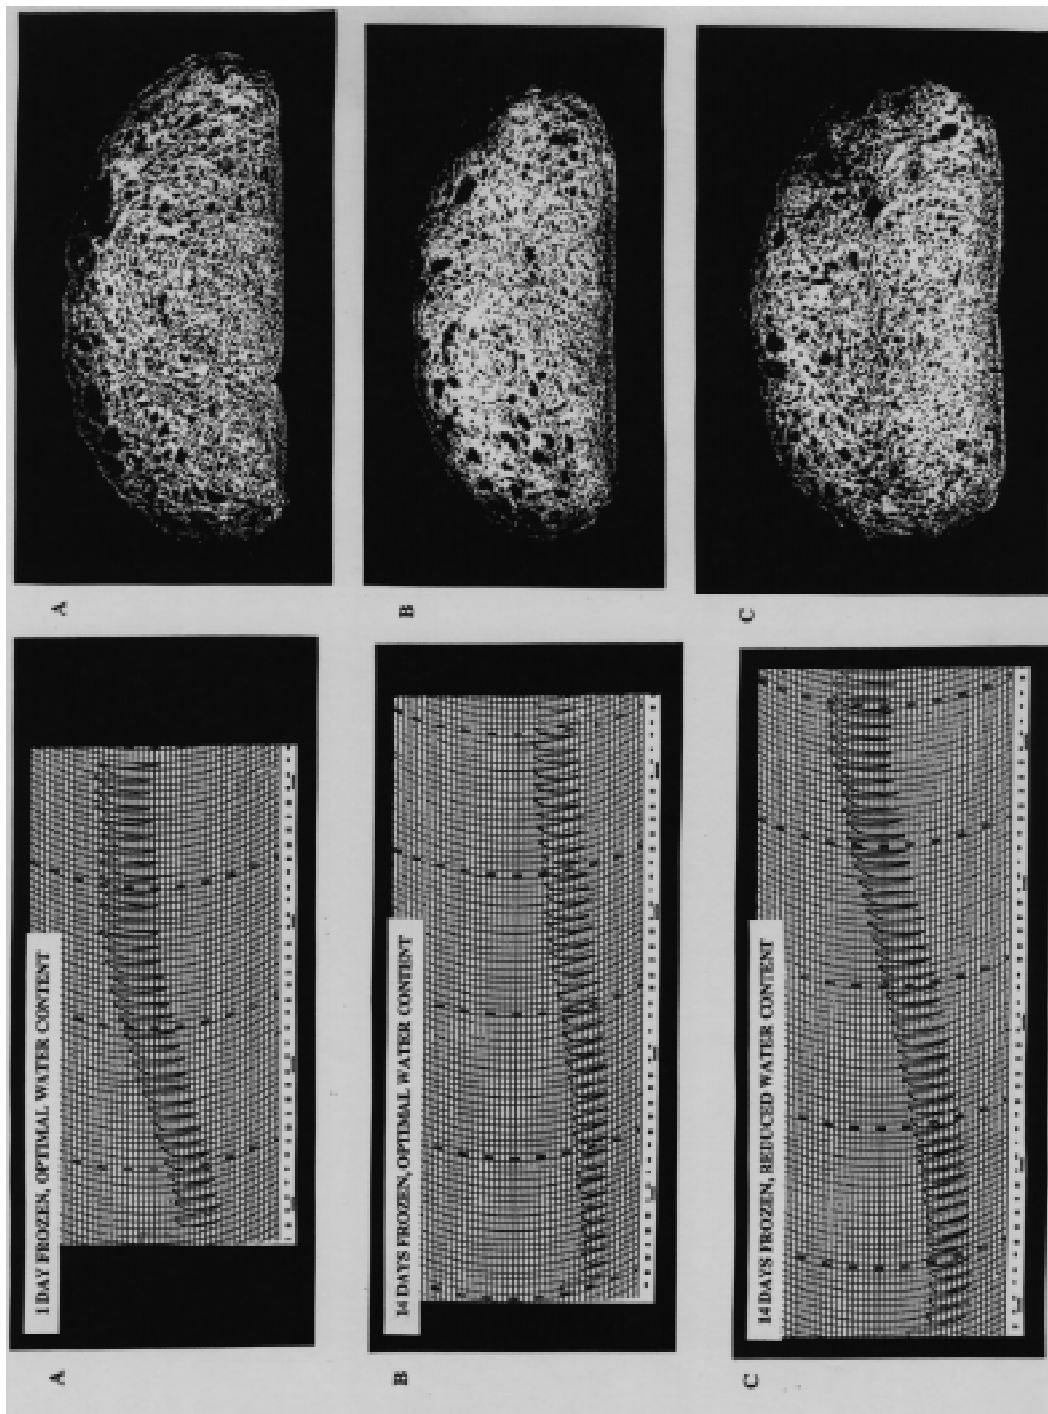 A
1 DAY FROZEN, OPTIMAL WATER CONTENT
A
B
14 DAYS FROZEN, OPTIMAL WATER CONTENT
B
C
14 DAYS FROZEN, REDUCED WATER CONTENT
C